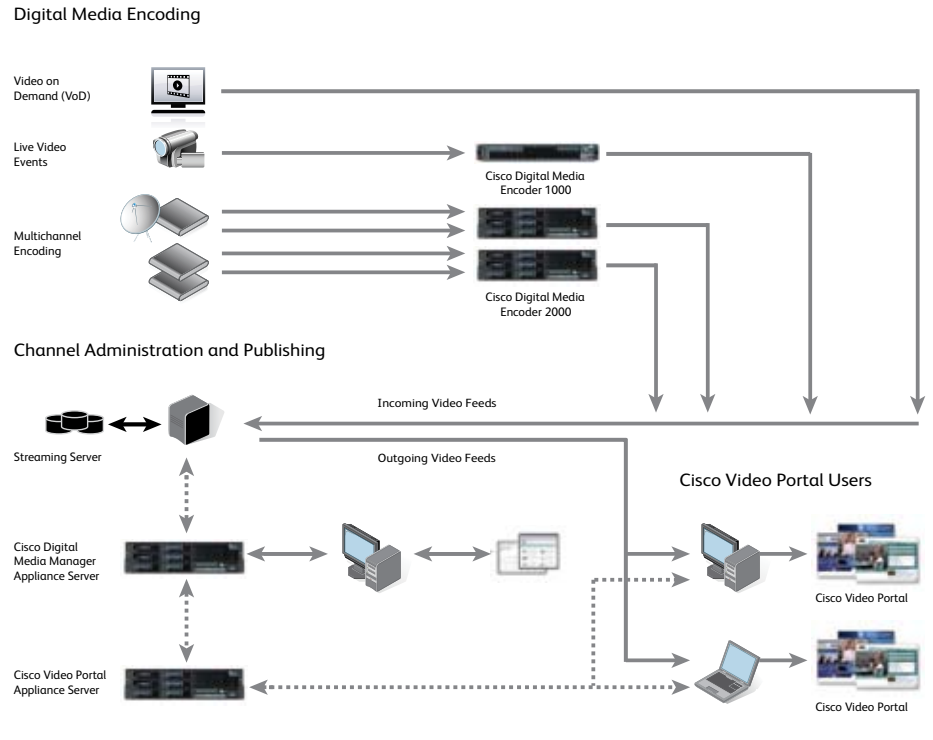 Digital Media Encoding
Video on
Demand (VoD)
Live Video
Events
Cisco Digital Media
Encoder 1000
Multichannel
Encoding
Cisco Digital Media
Encoder 2000
Channel Administration and Publishing
Incoming Video Feeds
Streaming Server
Outgoing Video Feeds
Cisco Video Portal Users
Cisco Digital
Media Manager
Appliance Server
Cisco Video Portal
Cisco Video Portal
Appliance Server
Cisco Video Portal